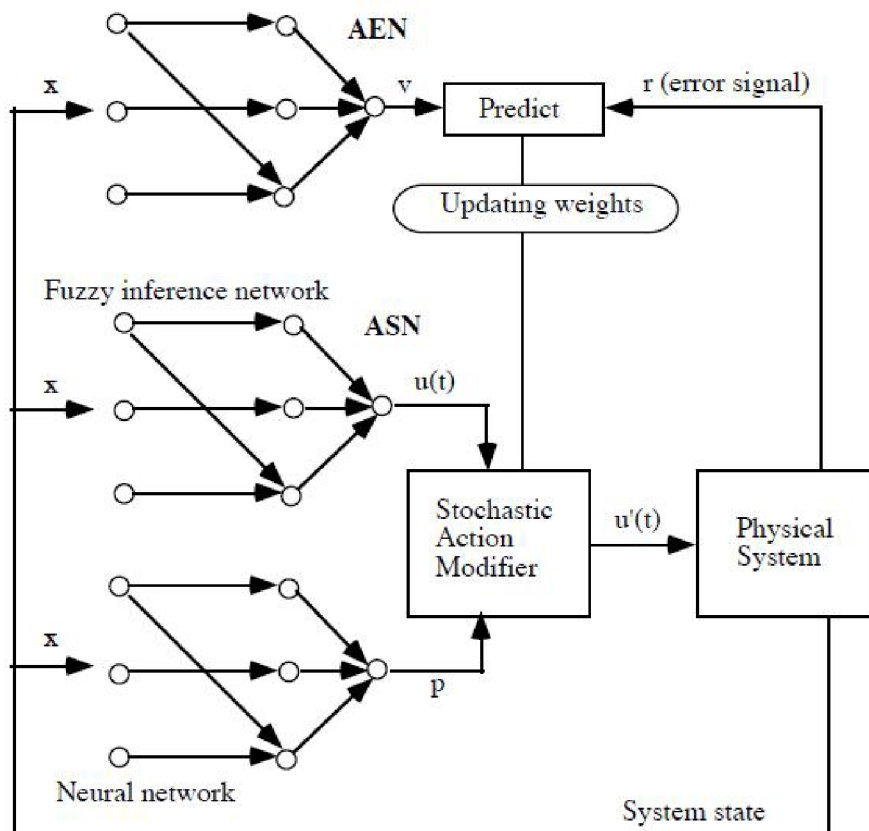 AEN
x
v
Predict
r (error signal)
Updating weights
Fuzzy inference network
ASN
x
u(t)
Stochastic
Action
Modifier
u'(t)
Physical
System
x
p
Neural network
System state